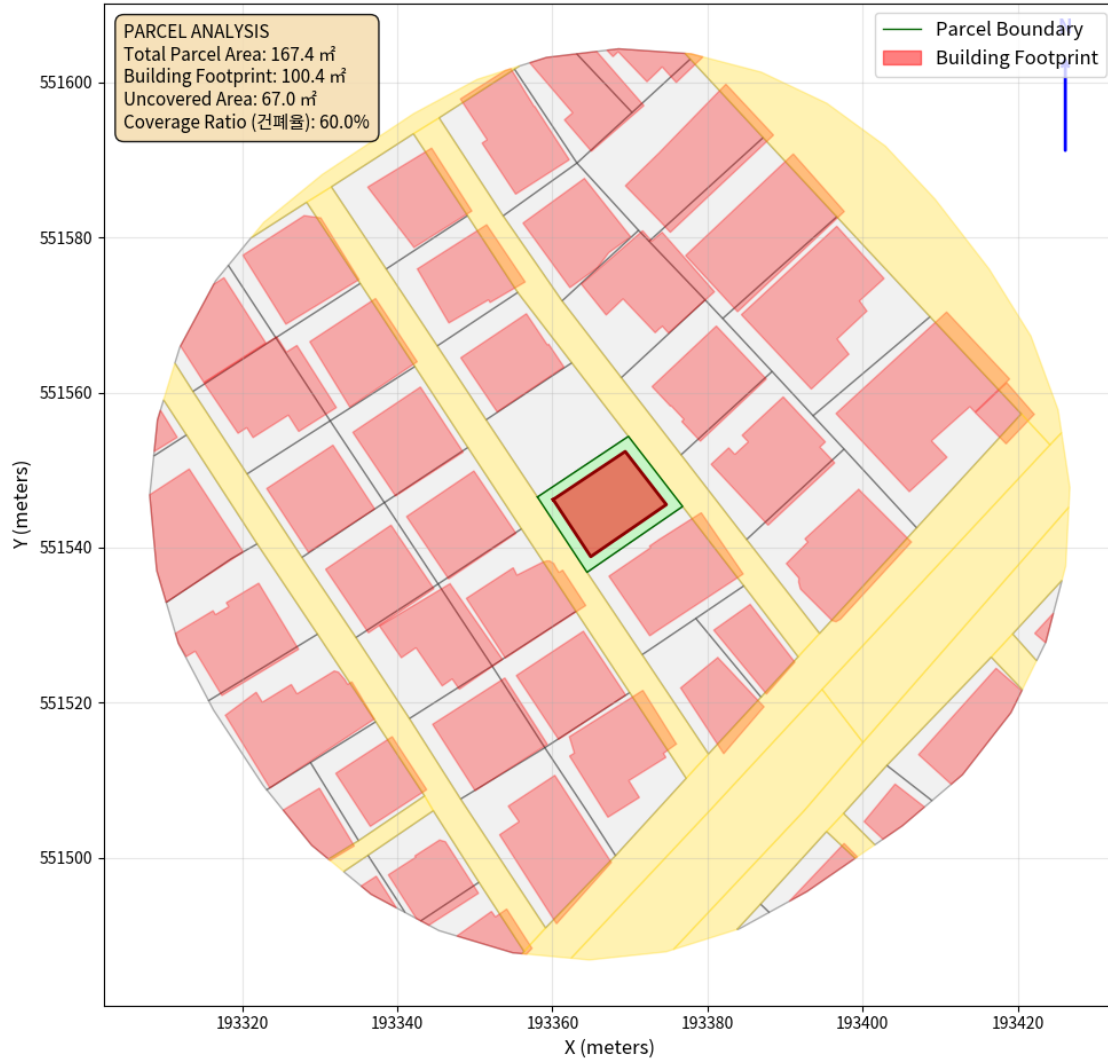 PARCEL ANALYSIS
Total Parcel Area: 167.4 ㎡
Building Footprint: 100.4 ㎡
Uncovered Area: 67.0 ㎡
Coverage Ratio (건폐율): 60.0%
Parcel Boundary
Building Footprint
N
551600
551580
551560
551540
551520
551500
Y (meters)
193320
193340
193360
193380
193400
193420
X (meters)